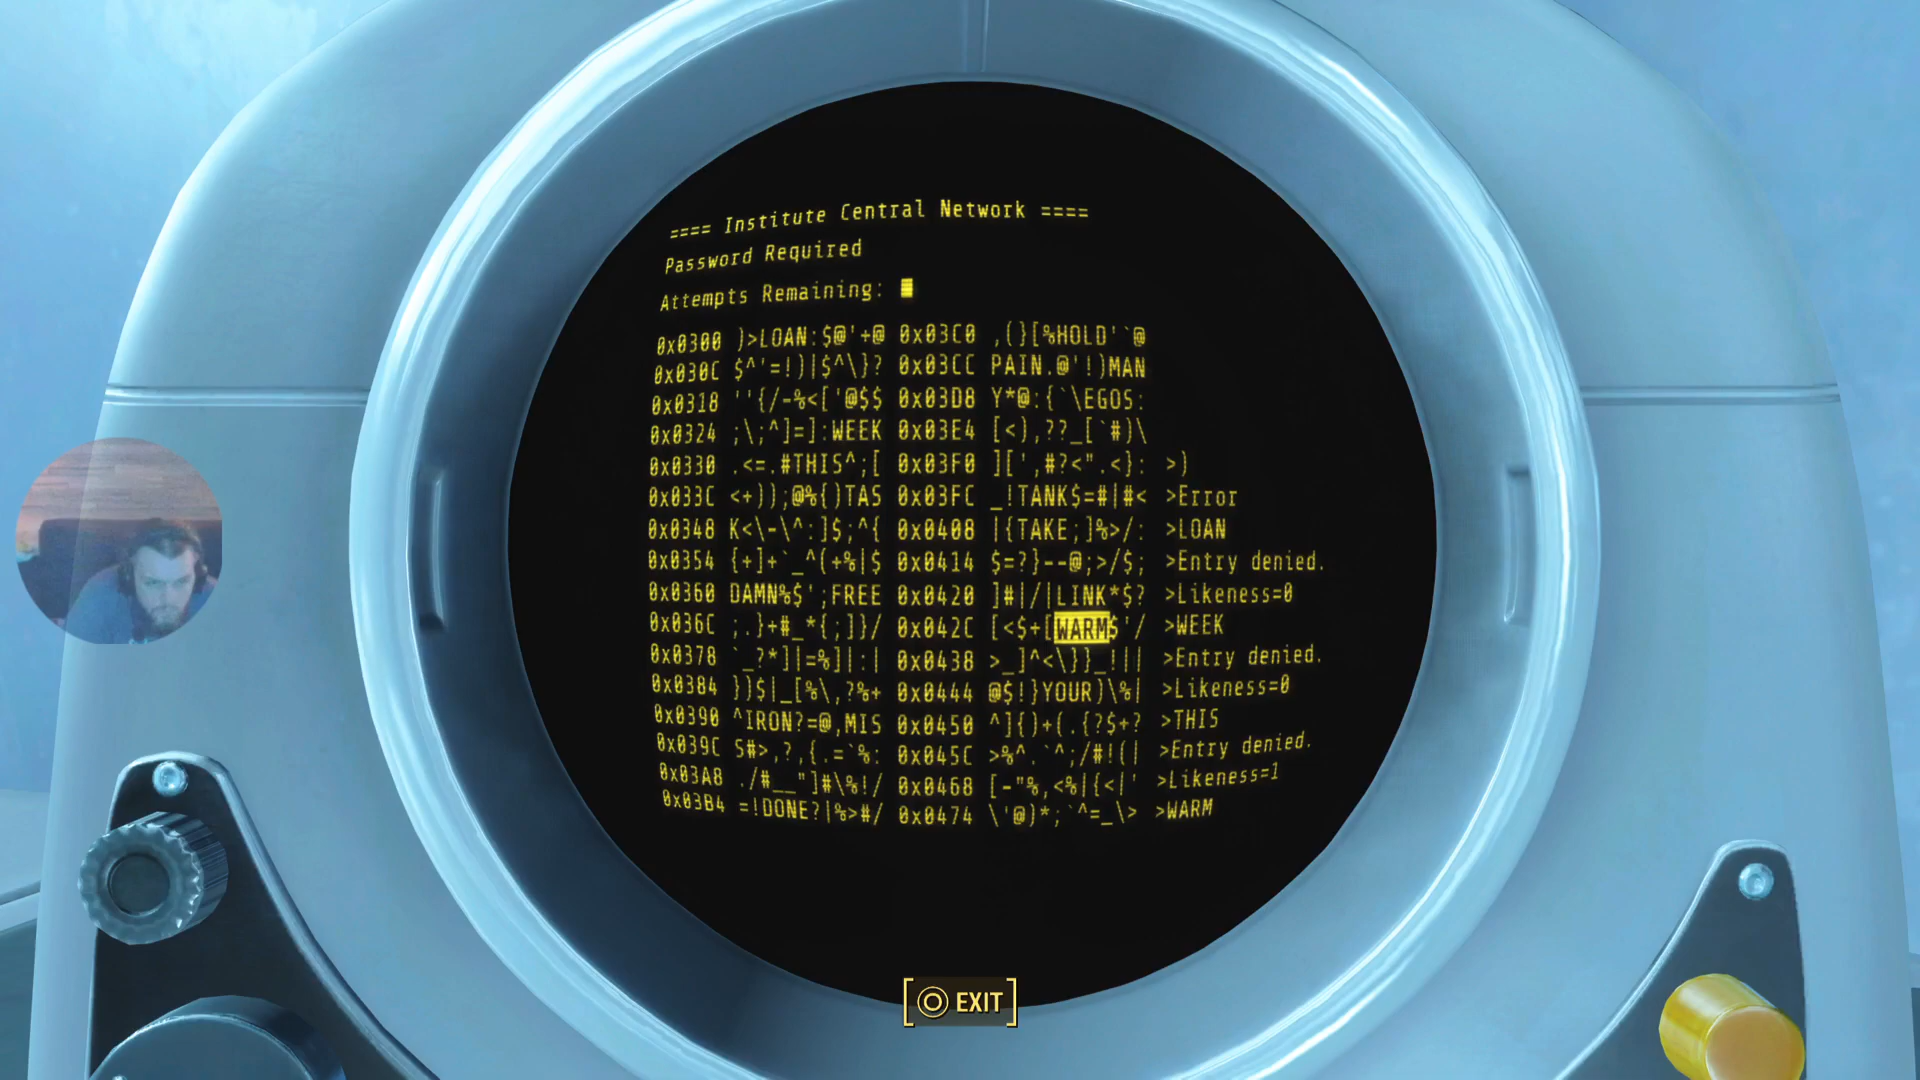 ==== Institute Central Network ====
Password Required
Attempts Remaining:
0x0300 )>LOAN:$@'+@ 0x03C0 ,(}[%HOLD'`@
0x030C $^'=!)|$^\}? 0x03CC PAIN.@'!)MAN
0x0318 ''{/-%<['@$$ 0x03D8 Y*@:{`\EGOS:
0x0324 ;\;^]=]:WEEK 0x03E4 [<),??_[`#)\
0x0330 .<=.#THIS^;[ 0x03F0 ][',#?<".<}: >)
0x033C <+));@%{)TAS 0x03FC _!TANK$=#|#< >Error
0x0348 K<\-\^:]$;^{ 0x0408 |{TAKE;]%>/: >LOAN
0x0354 {+]+`_^(+%|$ 0x0414 $=?}--@;>/$; >Entry denied.
0x0360 DAMN%$';FREE 0x0420 ]#|/|LINK*$? >Likeness=0
0x036C ;.}+#_*{;]}/ 0x042C [<$+[WARM$'/ >WEEK
0x0378 `_?*]|=%]|:| 0x0438 >_]^<\}}_!|| >Entry denied.
0x0384 })$|_[%\,?%+ 0x0444 @$!}YOUR)\%| >Likeness=0
0x0390 ^IRON?=@,MIS 0x0450 ^]{)+(.{?$+? >THIS
0x039C S#>,?,{.=`%: 0x045C >%^.`^;/#!(| >Entry denied.
0x03A8 ./#__"]#\%!/ 0x0468 [-"%,<%|{<|' >Likeness=1
0x03B4 =!DONE?|%>#/ 0x0474 \'@)*;`^=_\> >WARM
EXIT